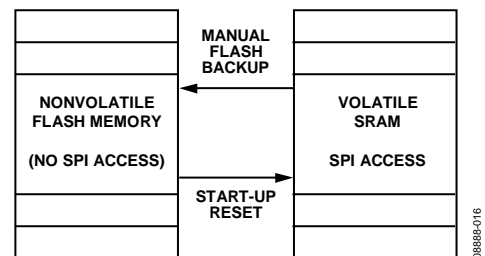 MANUAL
FLASH
BACKUP
NONVOLATILE
FLASH MEMORY
(NO SPI ACCESS)
VOLATILE
SRAM
SPI ACCESS
START-UP
RESET
08888-016